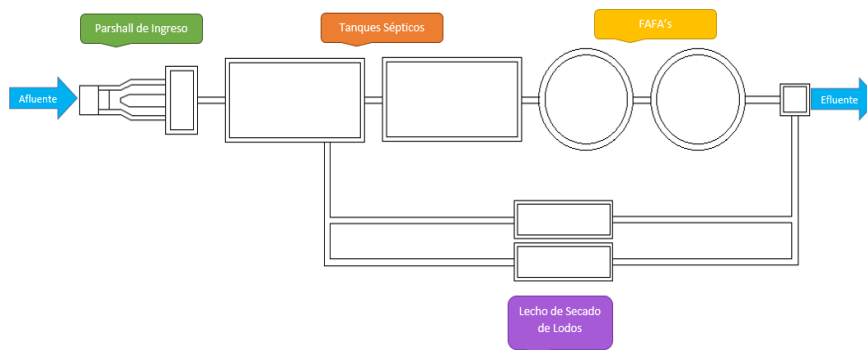 Parshall de Ingreso
Tanques Sépticos
FAFA's
Afluente
Efluente
Lecho de Secado
de Lodos